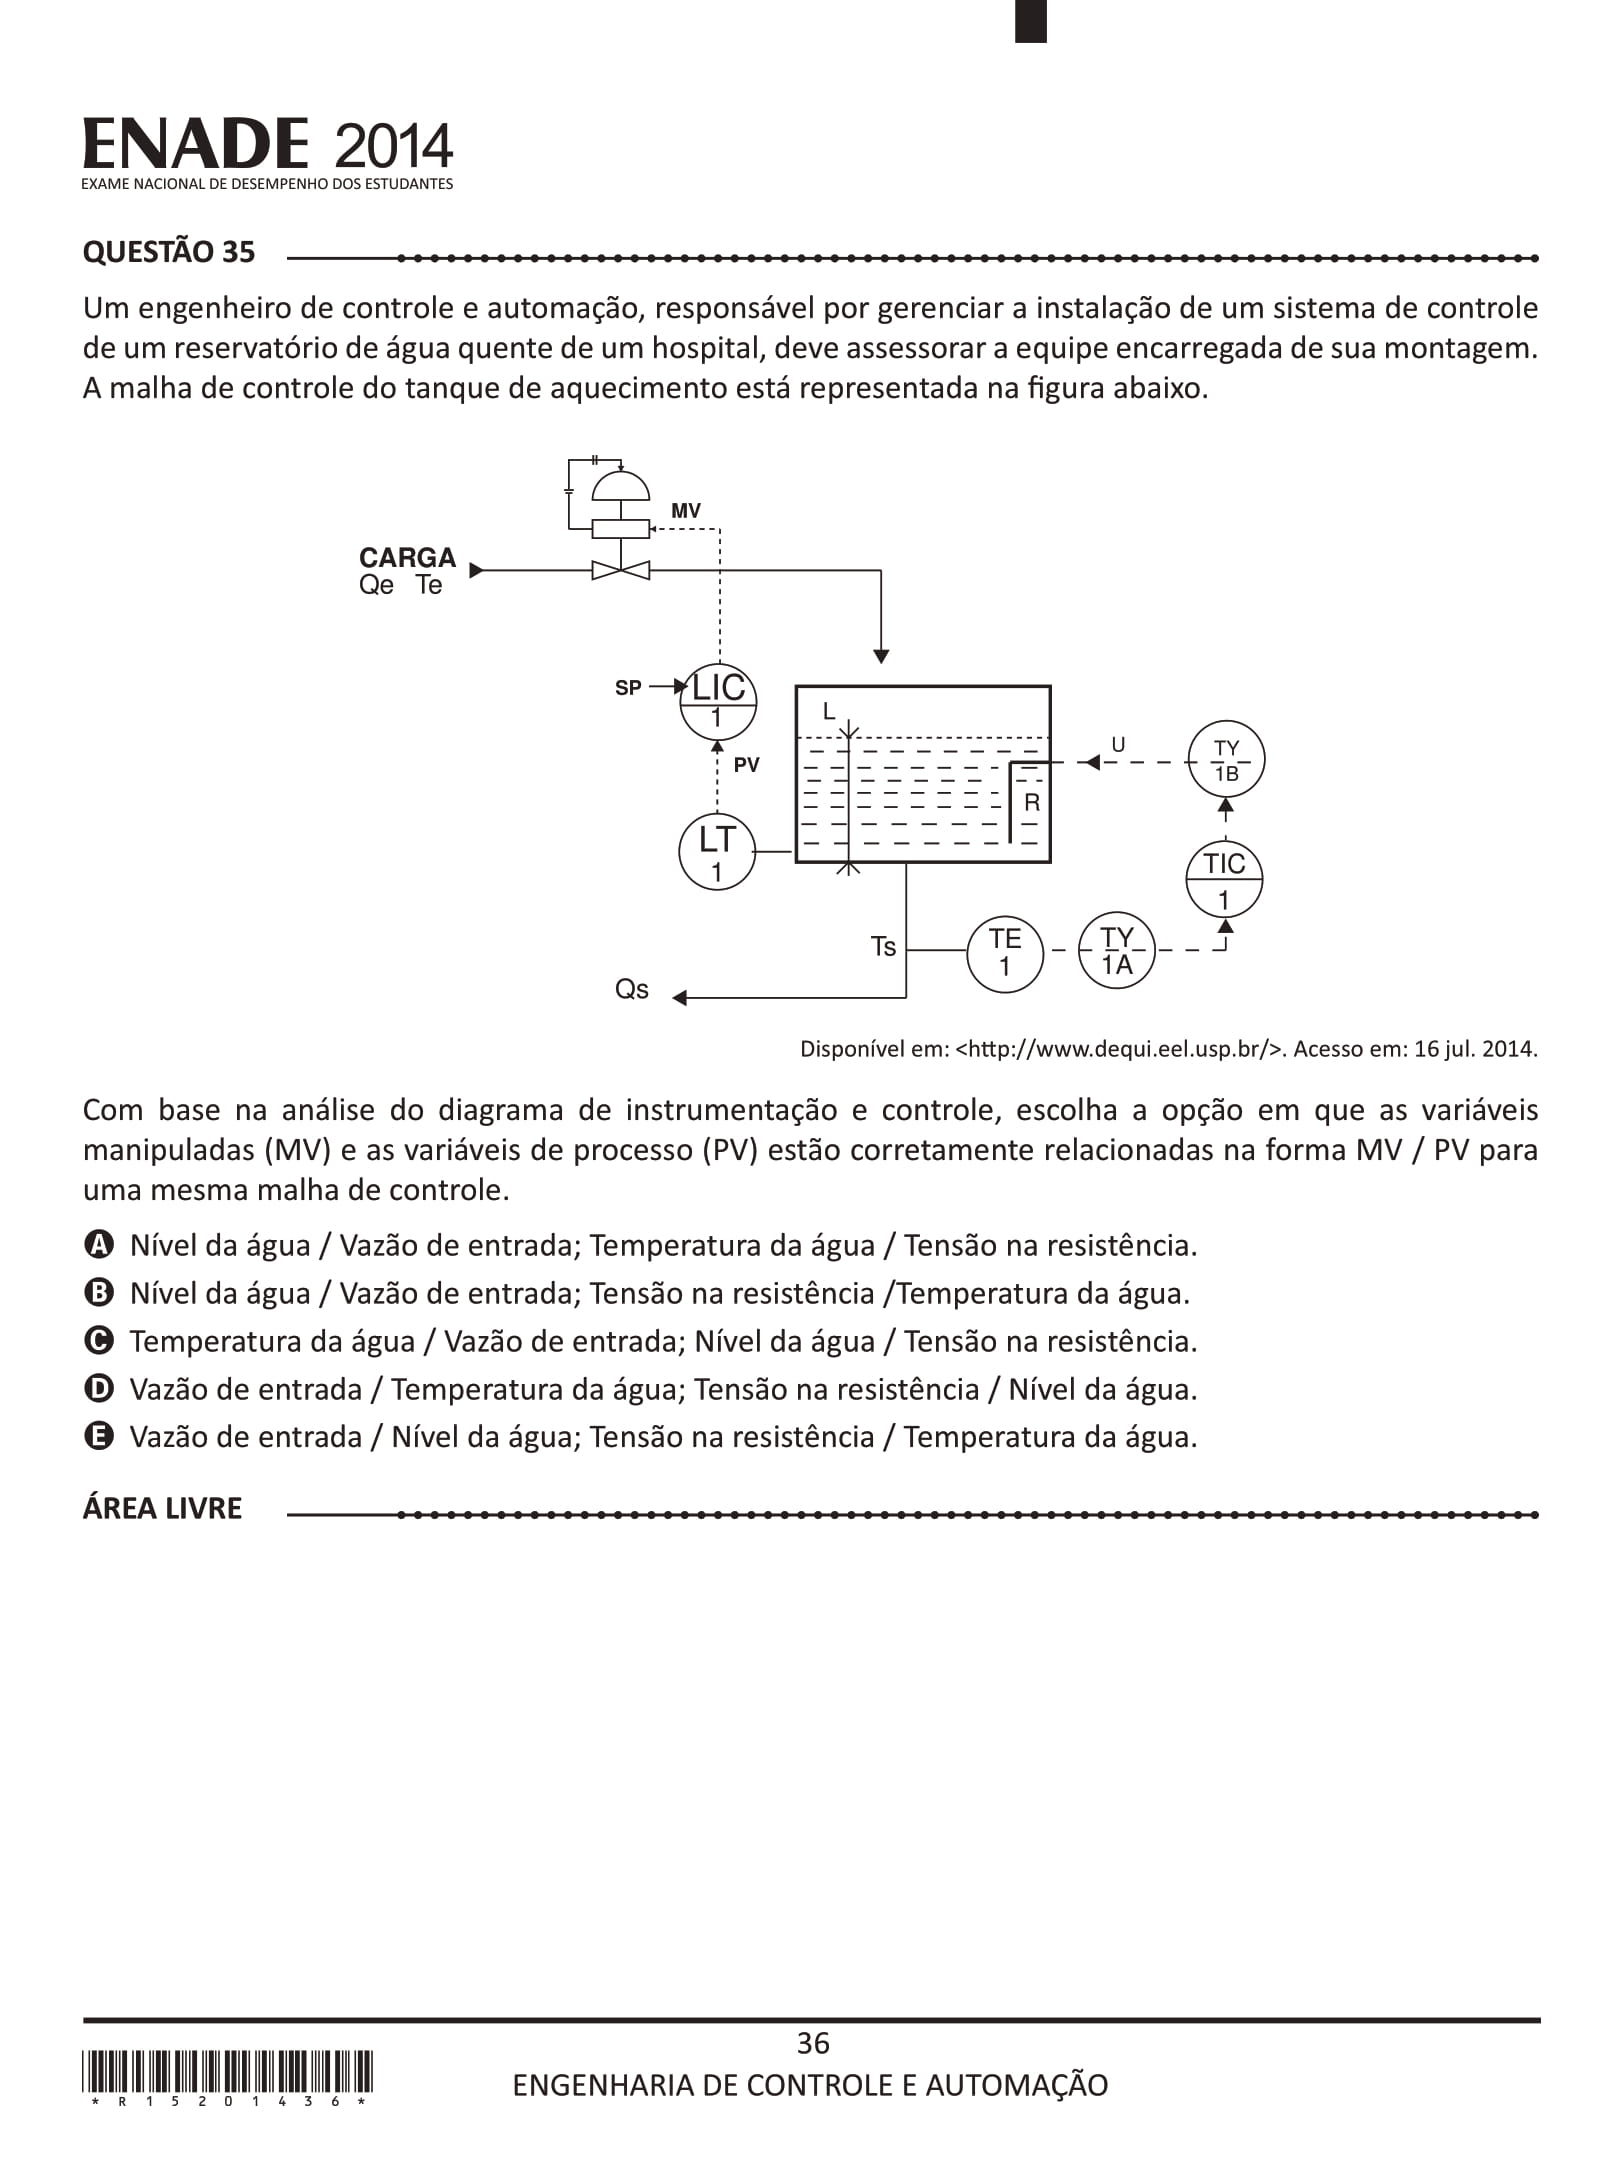 ENADE 2014
EXAME NACIONAL DE DESEMPENHO DOS ESTUDANTES
QUESTÃO 35
Um engenheiro de controle e automação, responsável por gerenciar a instalação de um sistema de controle
de um reservatório de água quente de um hospital, deve assessorar a equipe encarregada de sua montagem.
A malha de controle do tanque de aquecimento está representada na figura abaixo.
MV
CARGA
Qe Te
SP
LIC
1
PV
LT
1
L
R
U
TY
1B
TIC
1
Ts
TE
1
TY
1A
Qs
Disponível em: <http://www.dequi.eel.usp.br/>. Acesso em: 16 jul. 2014.
Com base na análise do diagrama de instrumentação e controle, escolha a opção em que as variáveis
manipuladas (MV) e as variáveis de processo (PV) estão corretamente relacionadas na forma MV / PV para
uma mesma malha de controle.
A Nível da água / Vazão de entrada; Temperatura da água / Tensão na resistência.
B Nível da água / Vazão de entrada; Tensão na resistência /Temperatura da água.
C Temperatura da água / Vazão de entrada; Nível da água / Tensão na resistência.
D Vazão de entrada / Temperatura da água; Tensão na resistência / Nível da água.
E Vazão de entrada / Nível da água; Tensão na resistência / Temperatura da água.
ÁREA LIVRE
36
ENGENHARIA DE CONTROLE E AUTOMAÇÃO
* R 1 5 2 0 1 4 3 6 *